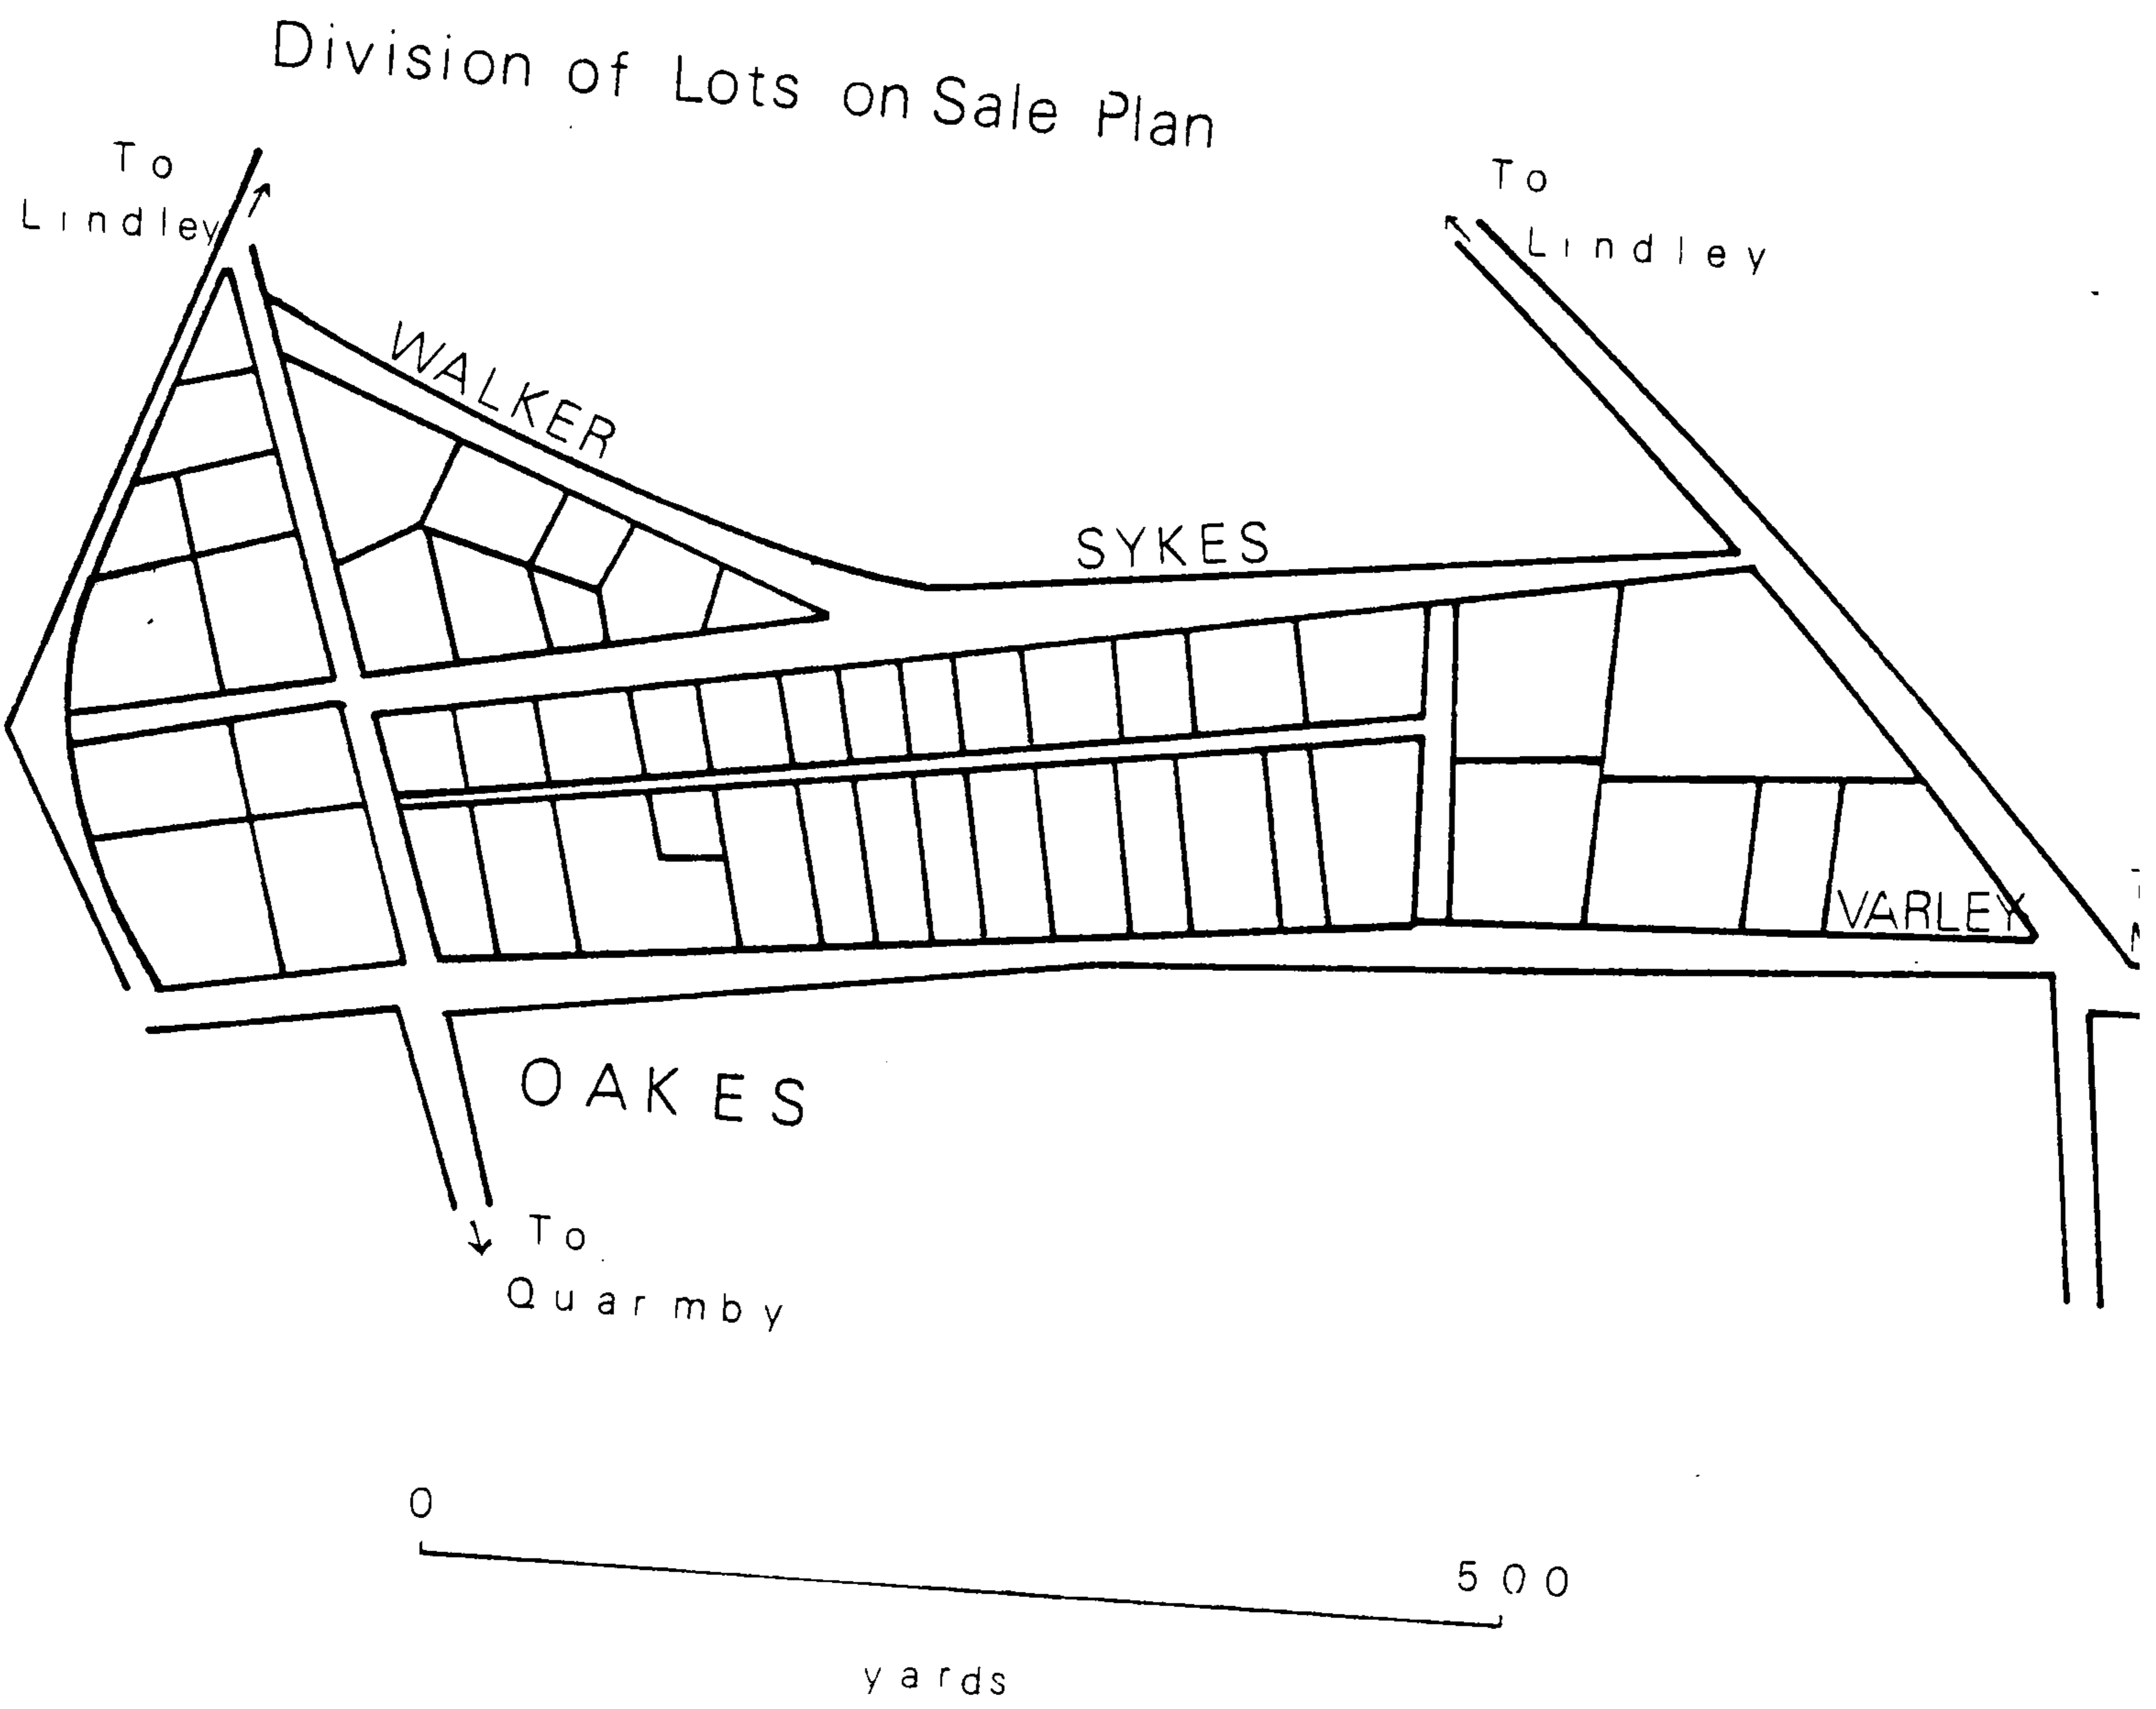 Division of Lots on Sale Plan
To
Lindley
To
Lindley
WALKER
SYKES
VARLEY
OAKES
To
Quarmby
0
500
yards